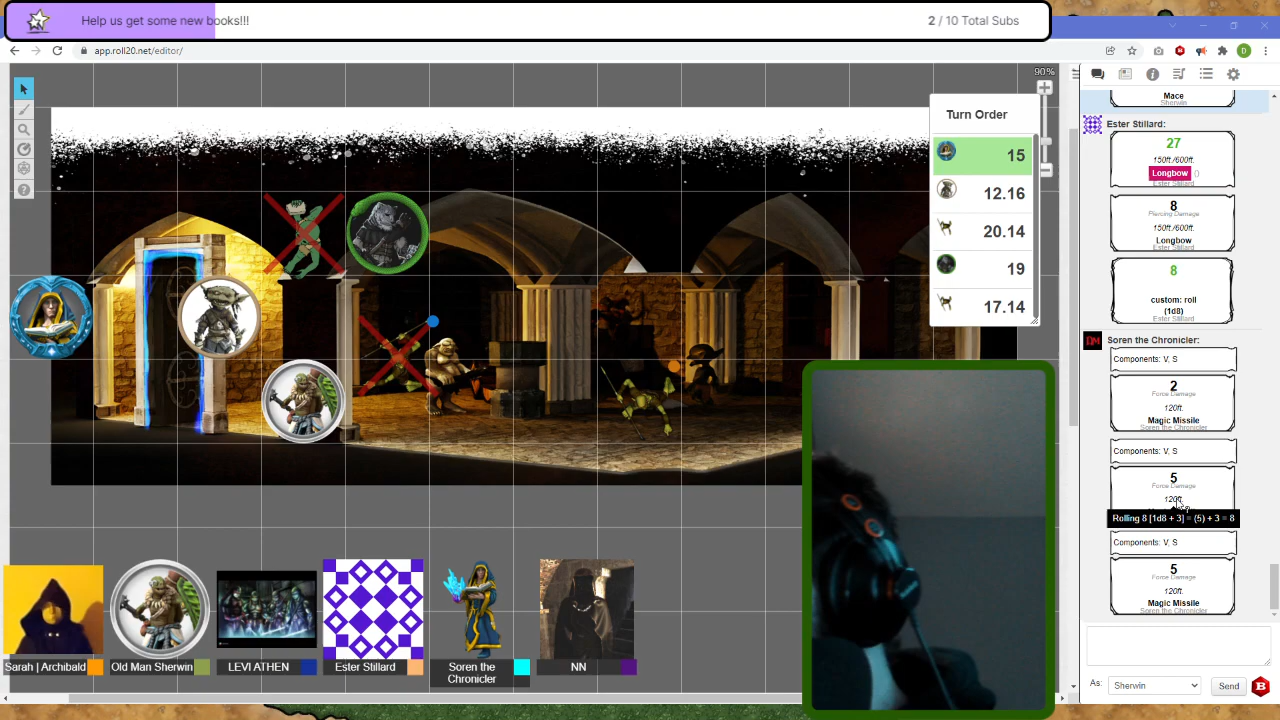 Help us get some new books!!!
2 / 10 Total Subs
app.roll20.net/editor/
D
90%
Turn Order
15
12.16
20.14
19
17.14
Mace
Sherwin
Ester Stillard:
27
150ft./600ft.
Longbow ()
Ester Stillard
8
Piercing Damage
150ft./600ft.
Longbow
Ester Stillard
8
custom: roll
(1d8)
Ester Stillard
DM
Soren the Chronicler:
Components: V, S
2
Force Damage
120ft.
Magic Missile
Soren the Chronicler
Components: V, S
5
Force Damage
120ft.
Rolling 8 [1d8 + 3] = (5) + 3 = 8
Components: V, S
5
Force Damage
120ft.
Magic Missile
Soren the Chronicler
As:
Sherwin
Send
B
Sarah | Archibald
Old Man Sherwin
LEVI ATHEN
Ester Stillard
Soren the
Chronicler
NN